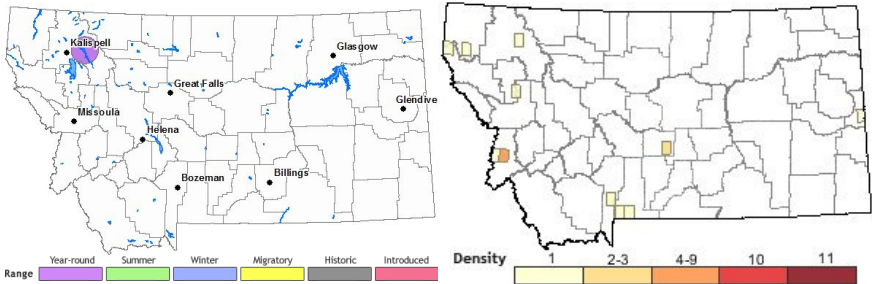 Kalispell
Glasgow
Great Falls
Glendive
Missoula
Helena
Bozeman
Billings
Range
Year-round
Summer
Winter
Migratory
Historic
Introduced
Density
1
2-3
4-9
10
11